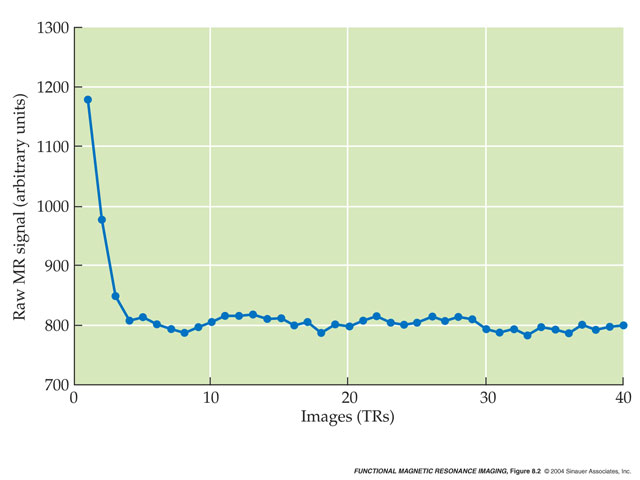 1300
1200
1100
1000
900
800
700
Raw MR signal (arbitrary units)
0 10 20 30 40
Images (TRs)
FUNCTIONAL MAGNETIC RESONANCE IMAGING, Figure 8.2 © 2004 Sinauer Associates, Inc.